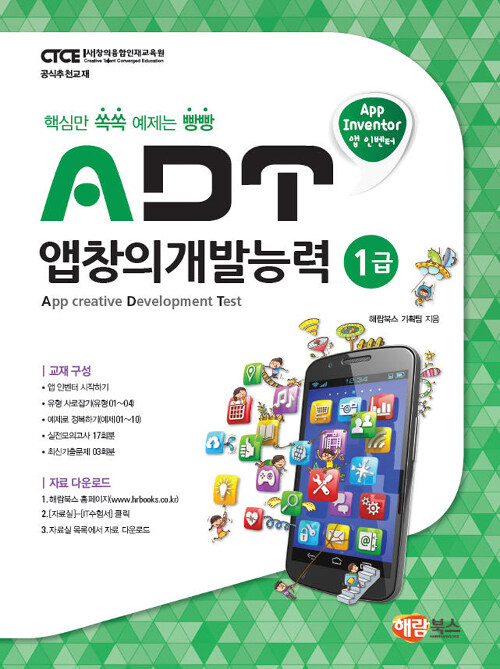 CTCE (사)창의융합인재교육원
Creative Talent Converged Education
공식추천교재
핵심만 쏙쏙 예제는 빵빵
App
Inventor
앱 인벤터
ADT
앱창의개발능력 1급
App creative Development Test
해람북스 기획팀 지음
| 교재 구성
• 앱 인벤터 시작하기
• 유형 사로잡기(유형01~04)
• 예제로 정복하기(예제01~10)
• 실전모의고사 17회분
• 최신기출문제 03회분
| 자료 다운로드
1. 해람북스 홈페이지(www.hrbooks.co.kr)
2. [자료실]-[IT수험서] 클릭
3. 자료실 목록에서 자료 다운로드
해람북스